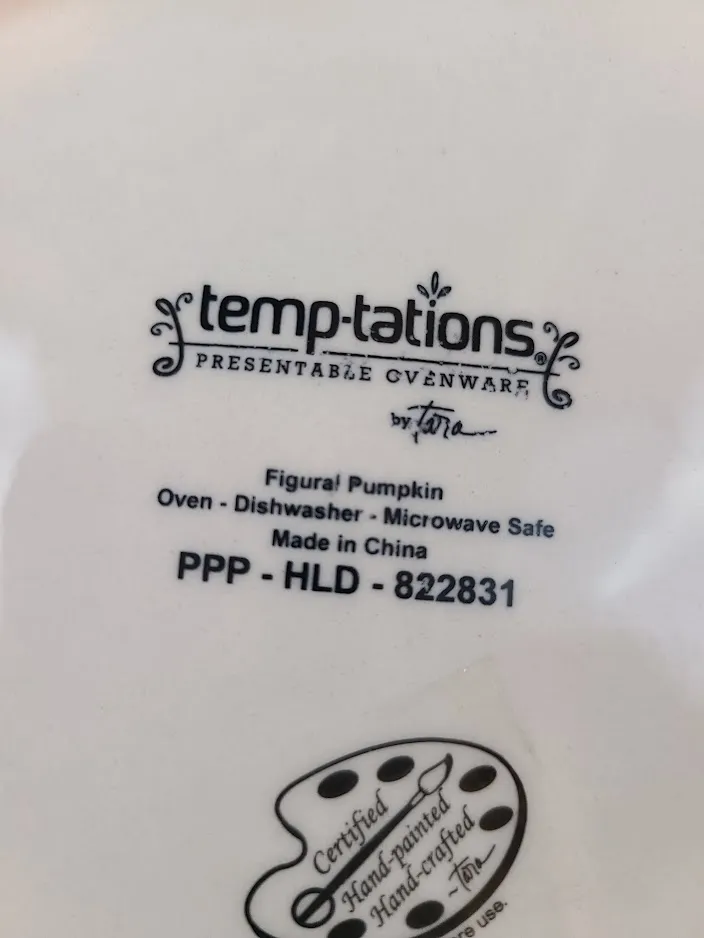 temp-tations®
PRESENTABLE OVENWARE
by Tara
Figural Pumpkin
Oven - Dishwasher - Microwave Safe
Made in China
PPP - HLD - 822831
Certified
Hand-painted
Hand-crafted
~Tara
use.